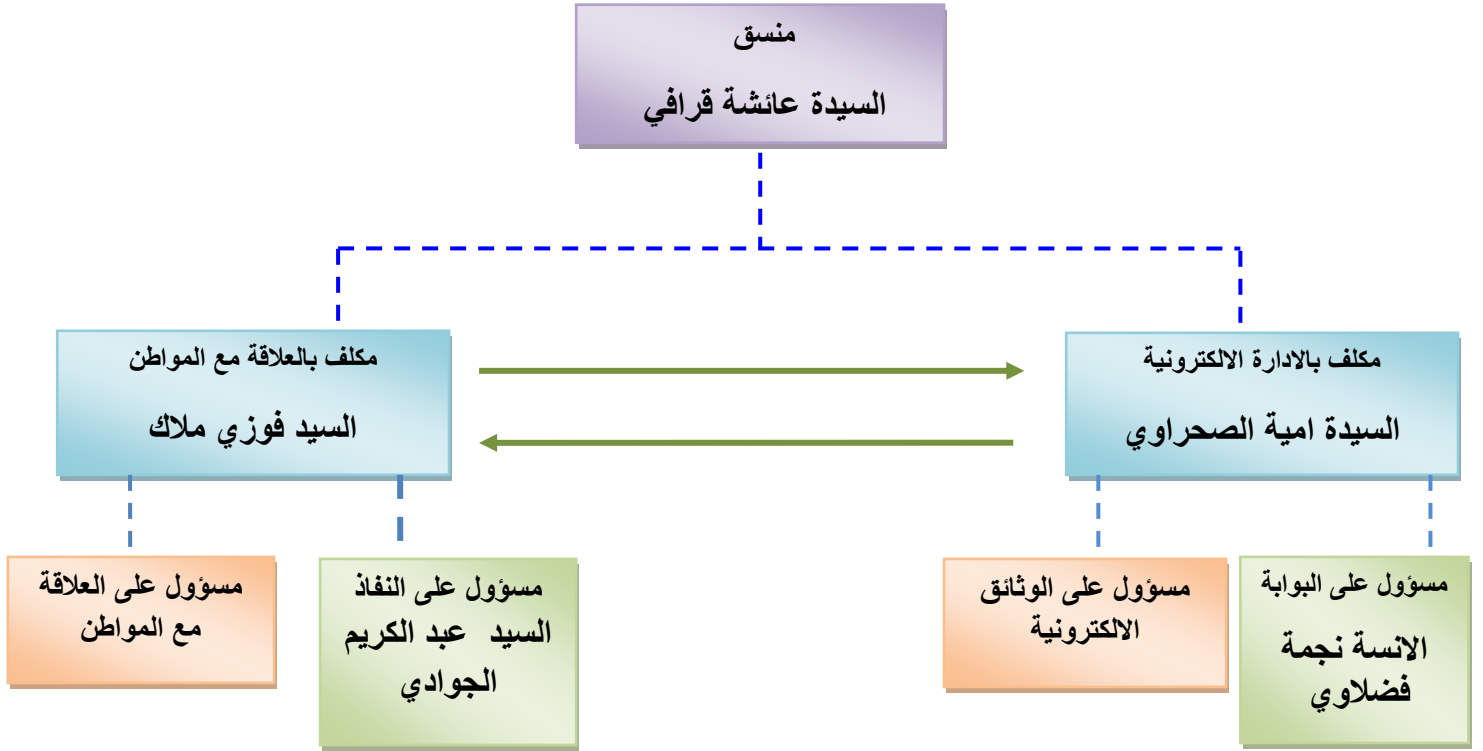 منسق
السيدة عائشة قرافي
مكلف بالادارة الالكترونية
السيدة امية الصحراوي
مكلف بالعلاقة مع المواطن
السيد فوزي ملاك
مسؤول على البوابة
الانسة نجمة
فضلاوي
مسؤول على الوثائق
الالكترونية
مسؤول على النفاذ
السيد عبد الكريم
الجوادي
مسؤول على العلاقة
مع المواطن